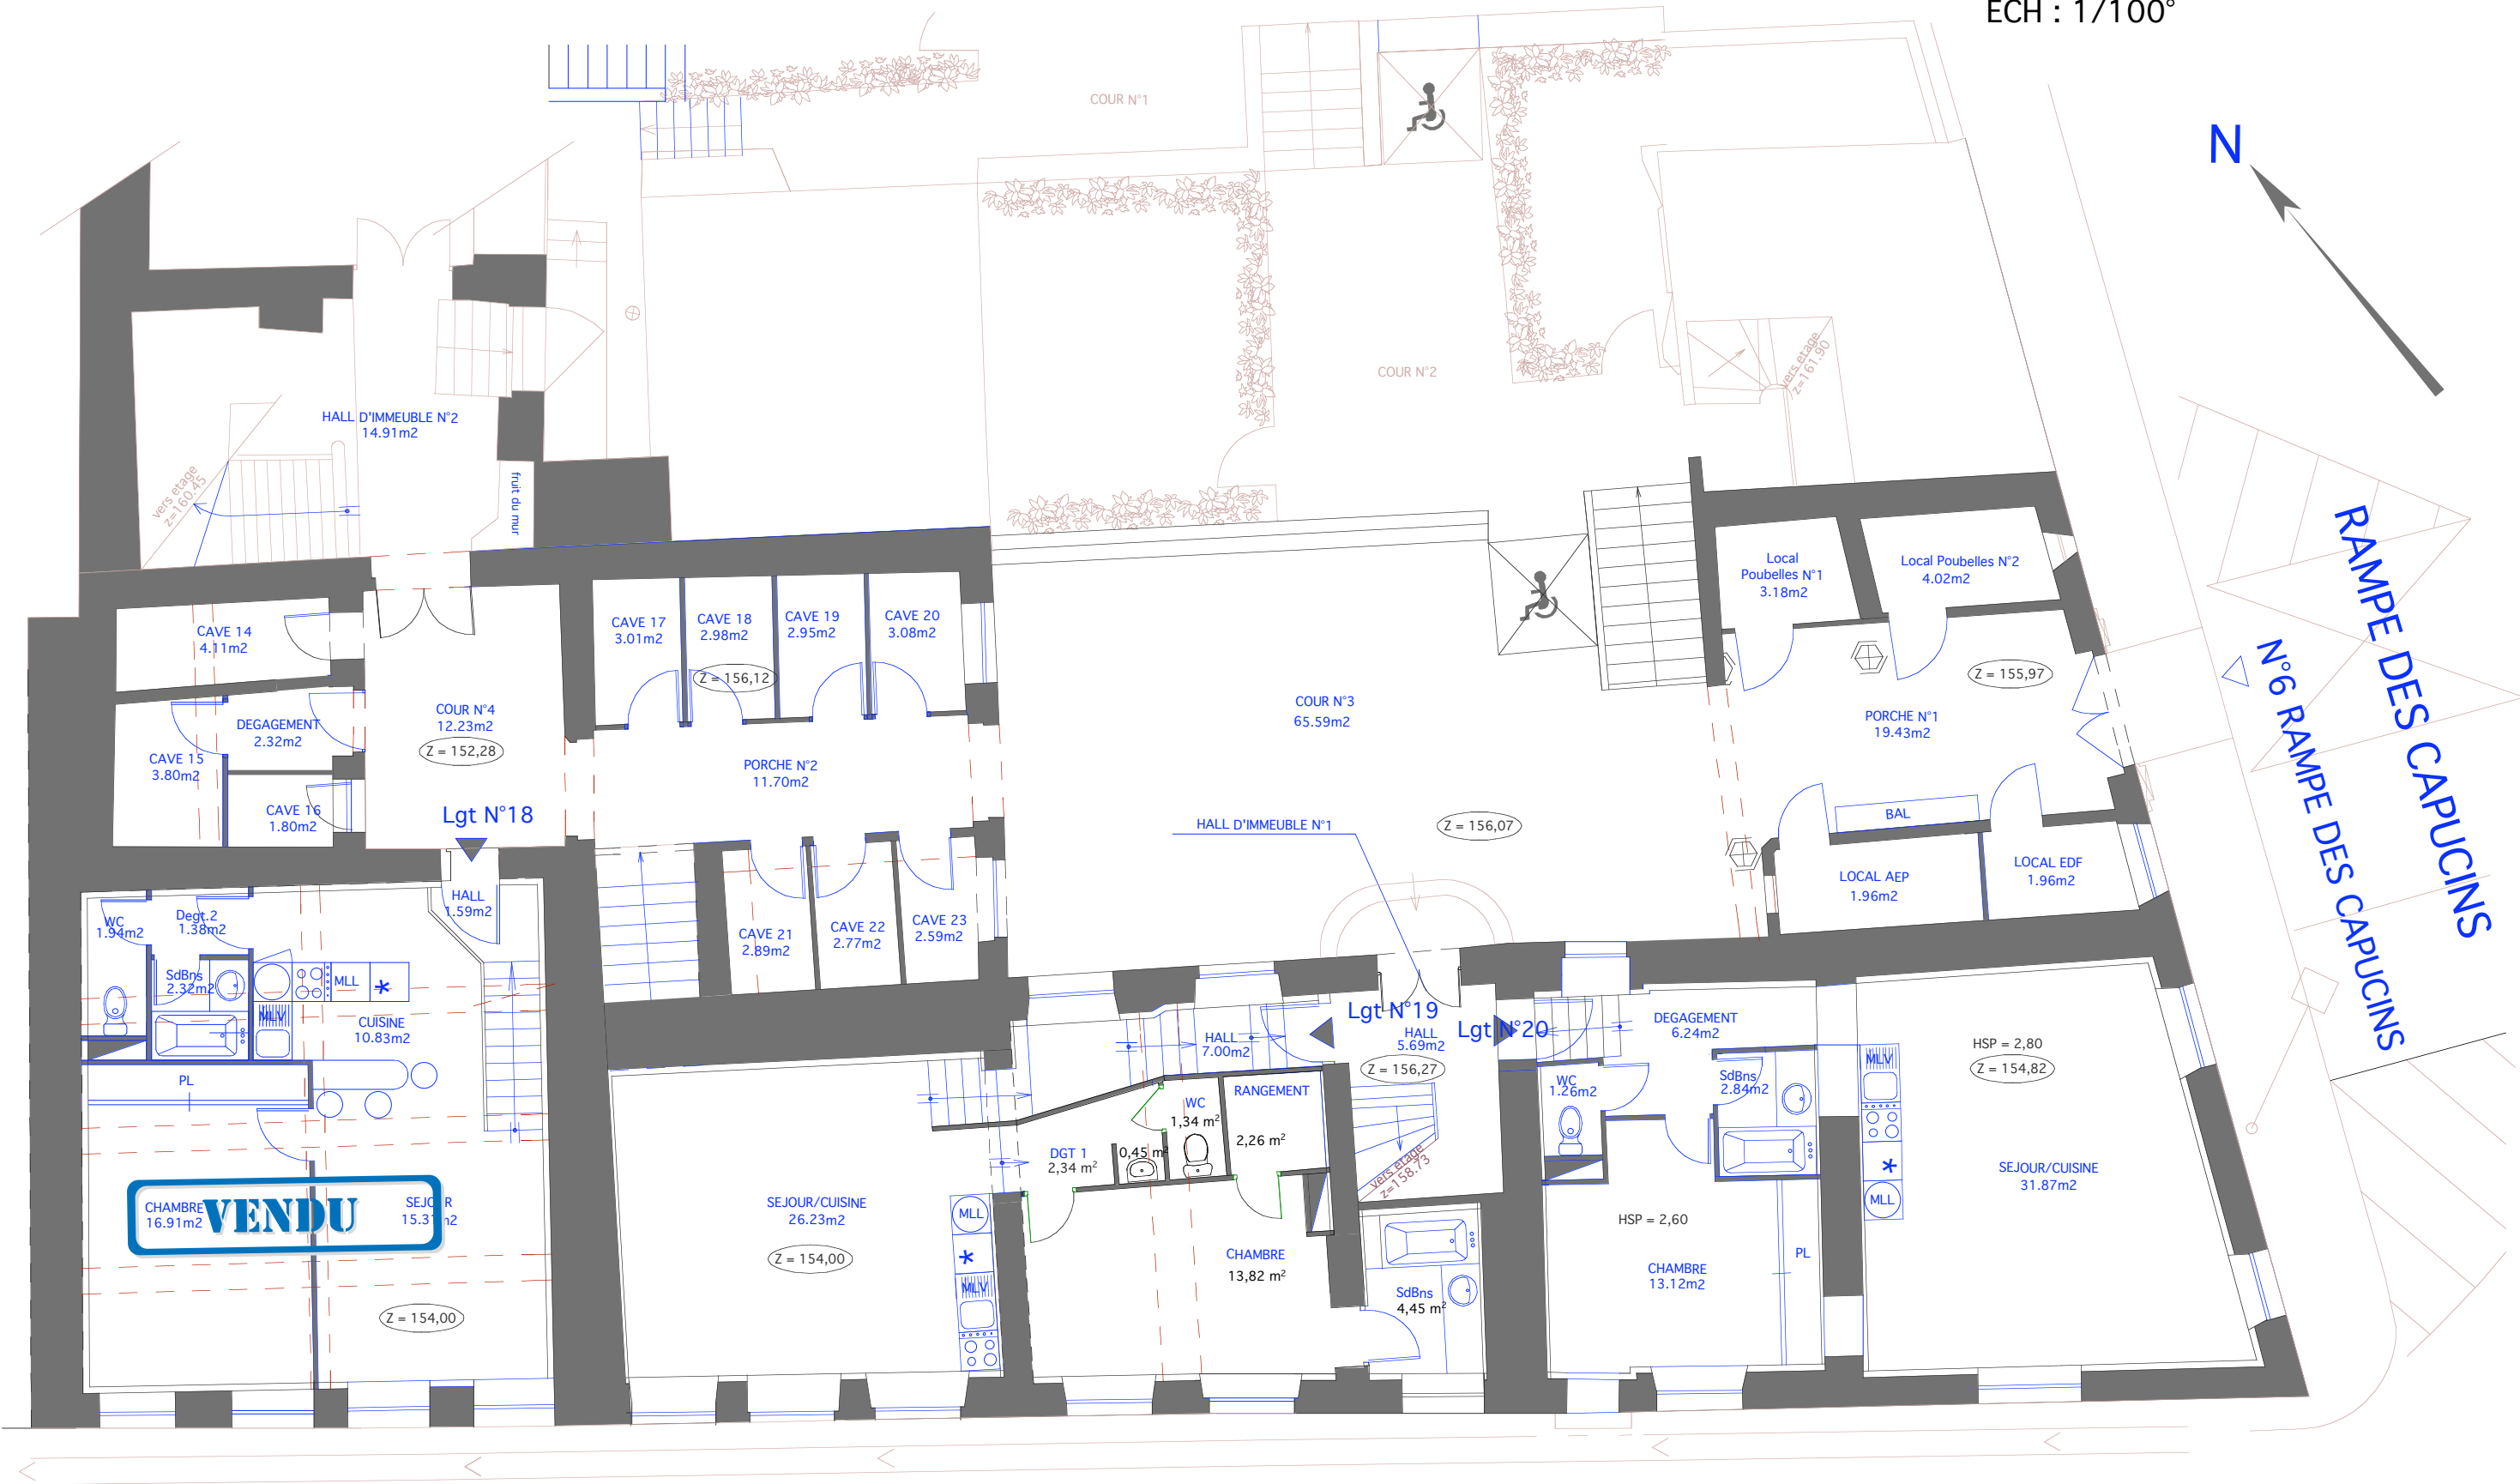 ECH : 1/100°
N
COUR N°1
COUR N°2
vers etage
z=161.90
HALL D'IMMEUBLE N°2
14.91m2
vers etage
z=160.45
fruit du mur
RAMPE DES CAPUCINS
N°6 RAMPE DES CAPUCINS
Local
Poubelles N°1
3.18m2
Local Poubelles N°2
4.02m2
CAVE 14
4.11m2
CAVE 17
3.01m2
CAVE 18
2.98m2
CAVE 19
2.95m2
CAVE 20
3.08m2
Z = 156,12
Z = 155,97
COUR N°4
12.23m2
Z = 152,28
DEGAGEMENT
2.32m2
CAVE 15
3.80m2
CAVE 16
1.80m2
COUR N°3
65.59m2
PORCHE N°1
19.43m2
PORCHE N°2
11.70m2
Lgt N°18
HALL D'IMMEUBLE N°1
Z = 156,07
BAL
LOCAL AEP
1.96m2
LOCAL EDF
1.96m2
HALL
1.59m2
WC
1.94m2
Degt.2
1.38m2
CAVE 21
2.89m2
CAVE 22
2.77m2
CAVE 23
2.59m2
SdBns
2.32m2
MLL
*
MLV
CUISINE
10.83m2
Lgt N°19
Lgt N°20
HALL
7.00m2
HALL
5.69m2
Z = 156,27
DEGAGEMENT
6.24m2
HSP = 2,80
Z = 154,82
MLV
PL
WC
1.26m2
SdBns
2.84m2
RANGEMENT
2,26 m²
WC
1,34 m²
0,45 m²
DGT 1
2,34 m²
vers etage
z=158.73
*
MLL
SEJOUR/CUISINE
31.87m2
CHAMBRE
16.91m2
VENDU
SEJOUR
15.37m2
SEJOUR/CUISINE
26.23m2
Z = 154,00
MLL
*
MLV
CHAMBRE
13,82 m²
SdBns
4,45 m²
HSP = 2,60
CHAMBRE
13.12m2
PL
Z = 154,00